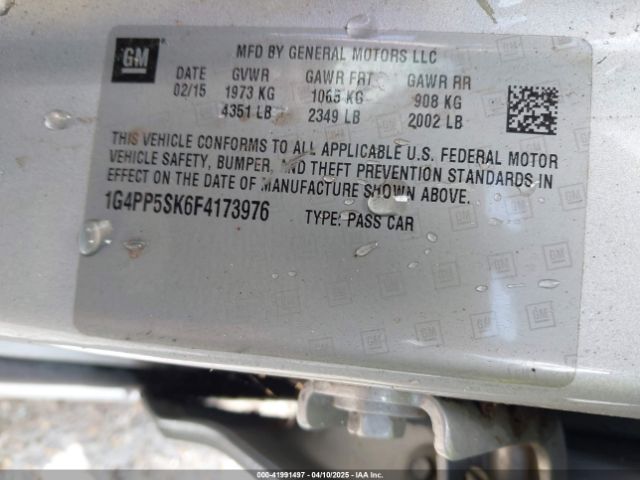 GM
MFD BY GENERAL MOTORS LLC
DATE GVWR GAWR FRT GAWR RR
02/15 1973 KG 1065 KG 908 KG
4351 LB 2349 LB 2002 LB
THIS VEHICLE CONFORMS TO ALL APPLICABLE U.S. FEDERAL MOTOR
VEHICLE SAFETY, BUMPER, AND THEFT PREVENTION STANDARDS IN
EFFECT ON THE DATE OF MANUFACTURE SHOWN ABOVE.
1G4PP5SK6F4173976 TYPE: PASS CAR
000-41991497 04/10/2025 IAAI.com